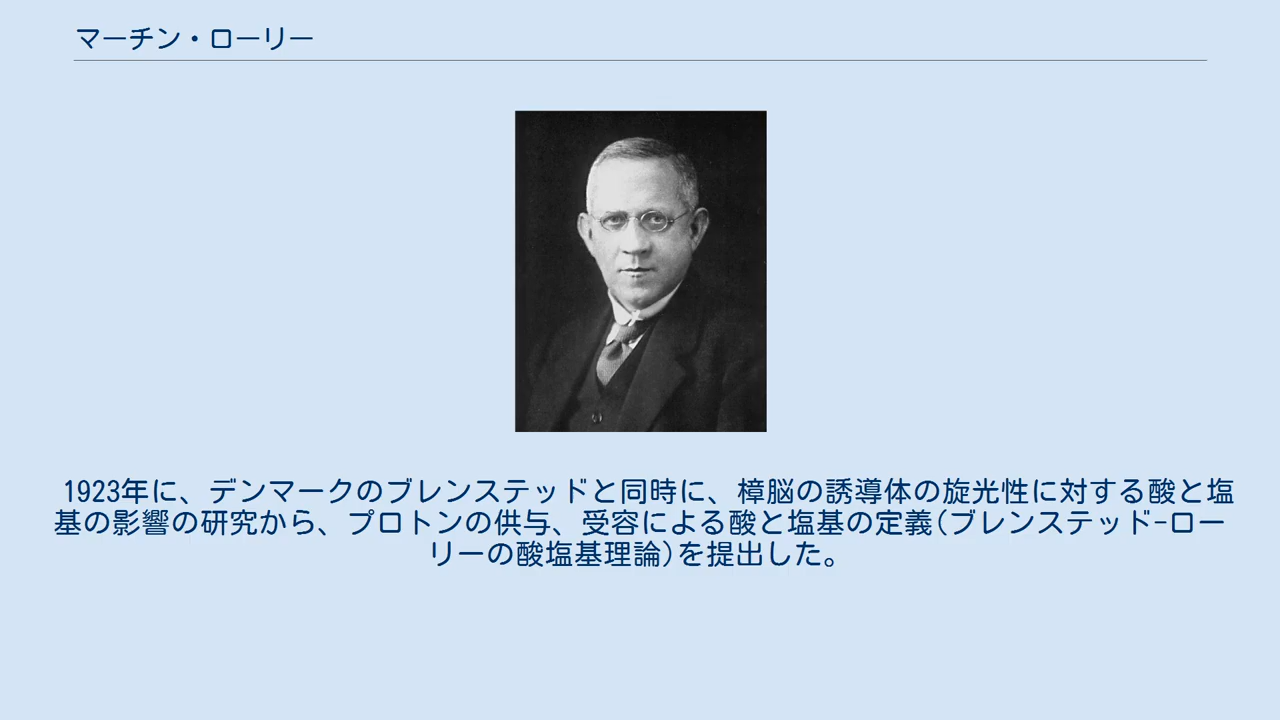 マーチン・ローリー
1923年に、デンマークのブレンステッドと同時に、樟脳の誘導体の旋光性に対する酸と塩
基の影響の研究から、プロトンの供与、受容による酸と塩基の定義(ブレンステッド-ロー
リーの酸塩基理論)を提出した。